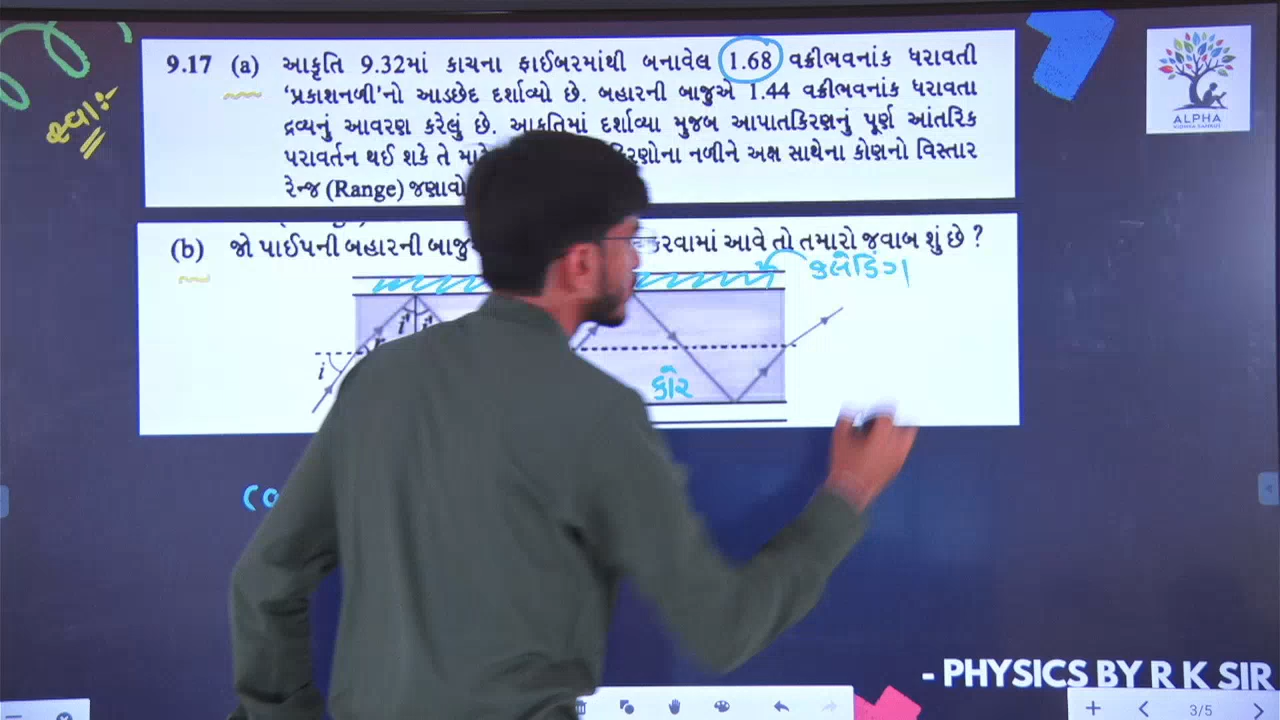 9.17 (a) આકૃતિ 9.32માં કાચના ફાઈબરમાંથી બનાવેલ 1.68 વક્રીભવનાંક ધરાવતી
'પ્રકાશનળી'નો આડછેદ દર્શાવ્યો છે. બહારની બાજુએ 1.44 વક્રીભવનાંક ધરાવતા
દ્રવ્યનું આવરણ કરેલું છે. આકૃતિમાં દર્શાવ્યા મુજબ આપાતકિરણનું પૂર્ણ આંતરિક
પરાવર્તન થઈ શકે તે નળીને અક્ષ સાથેના કોણનો વિસ્તાર
રેન્જ (Range) જણાવો
(b) જો પાઈપની બહારની બાજુ કરવામાં આવે તો તમારો જવાબ શું છે ?
ક્લેડિંગ
i' i'
r
i
કોર
ALPHA
VIDHYA SANKUL
- PHYSICS BY R K SIR
3/5